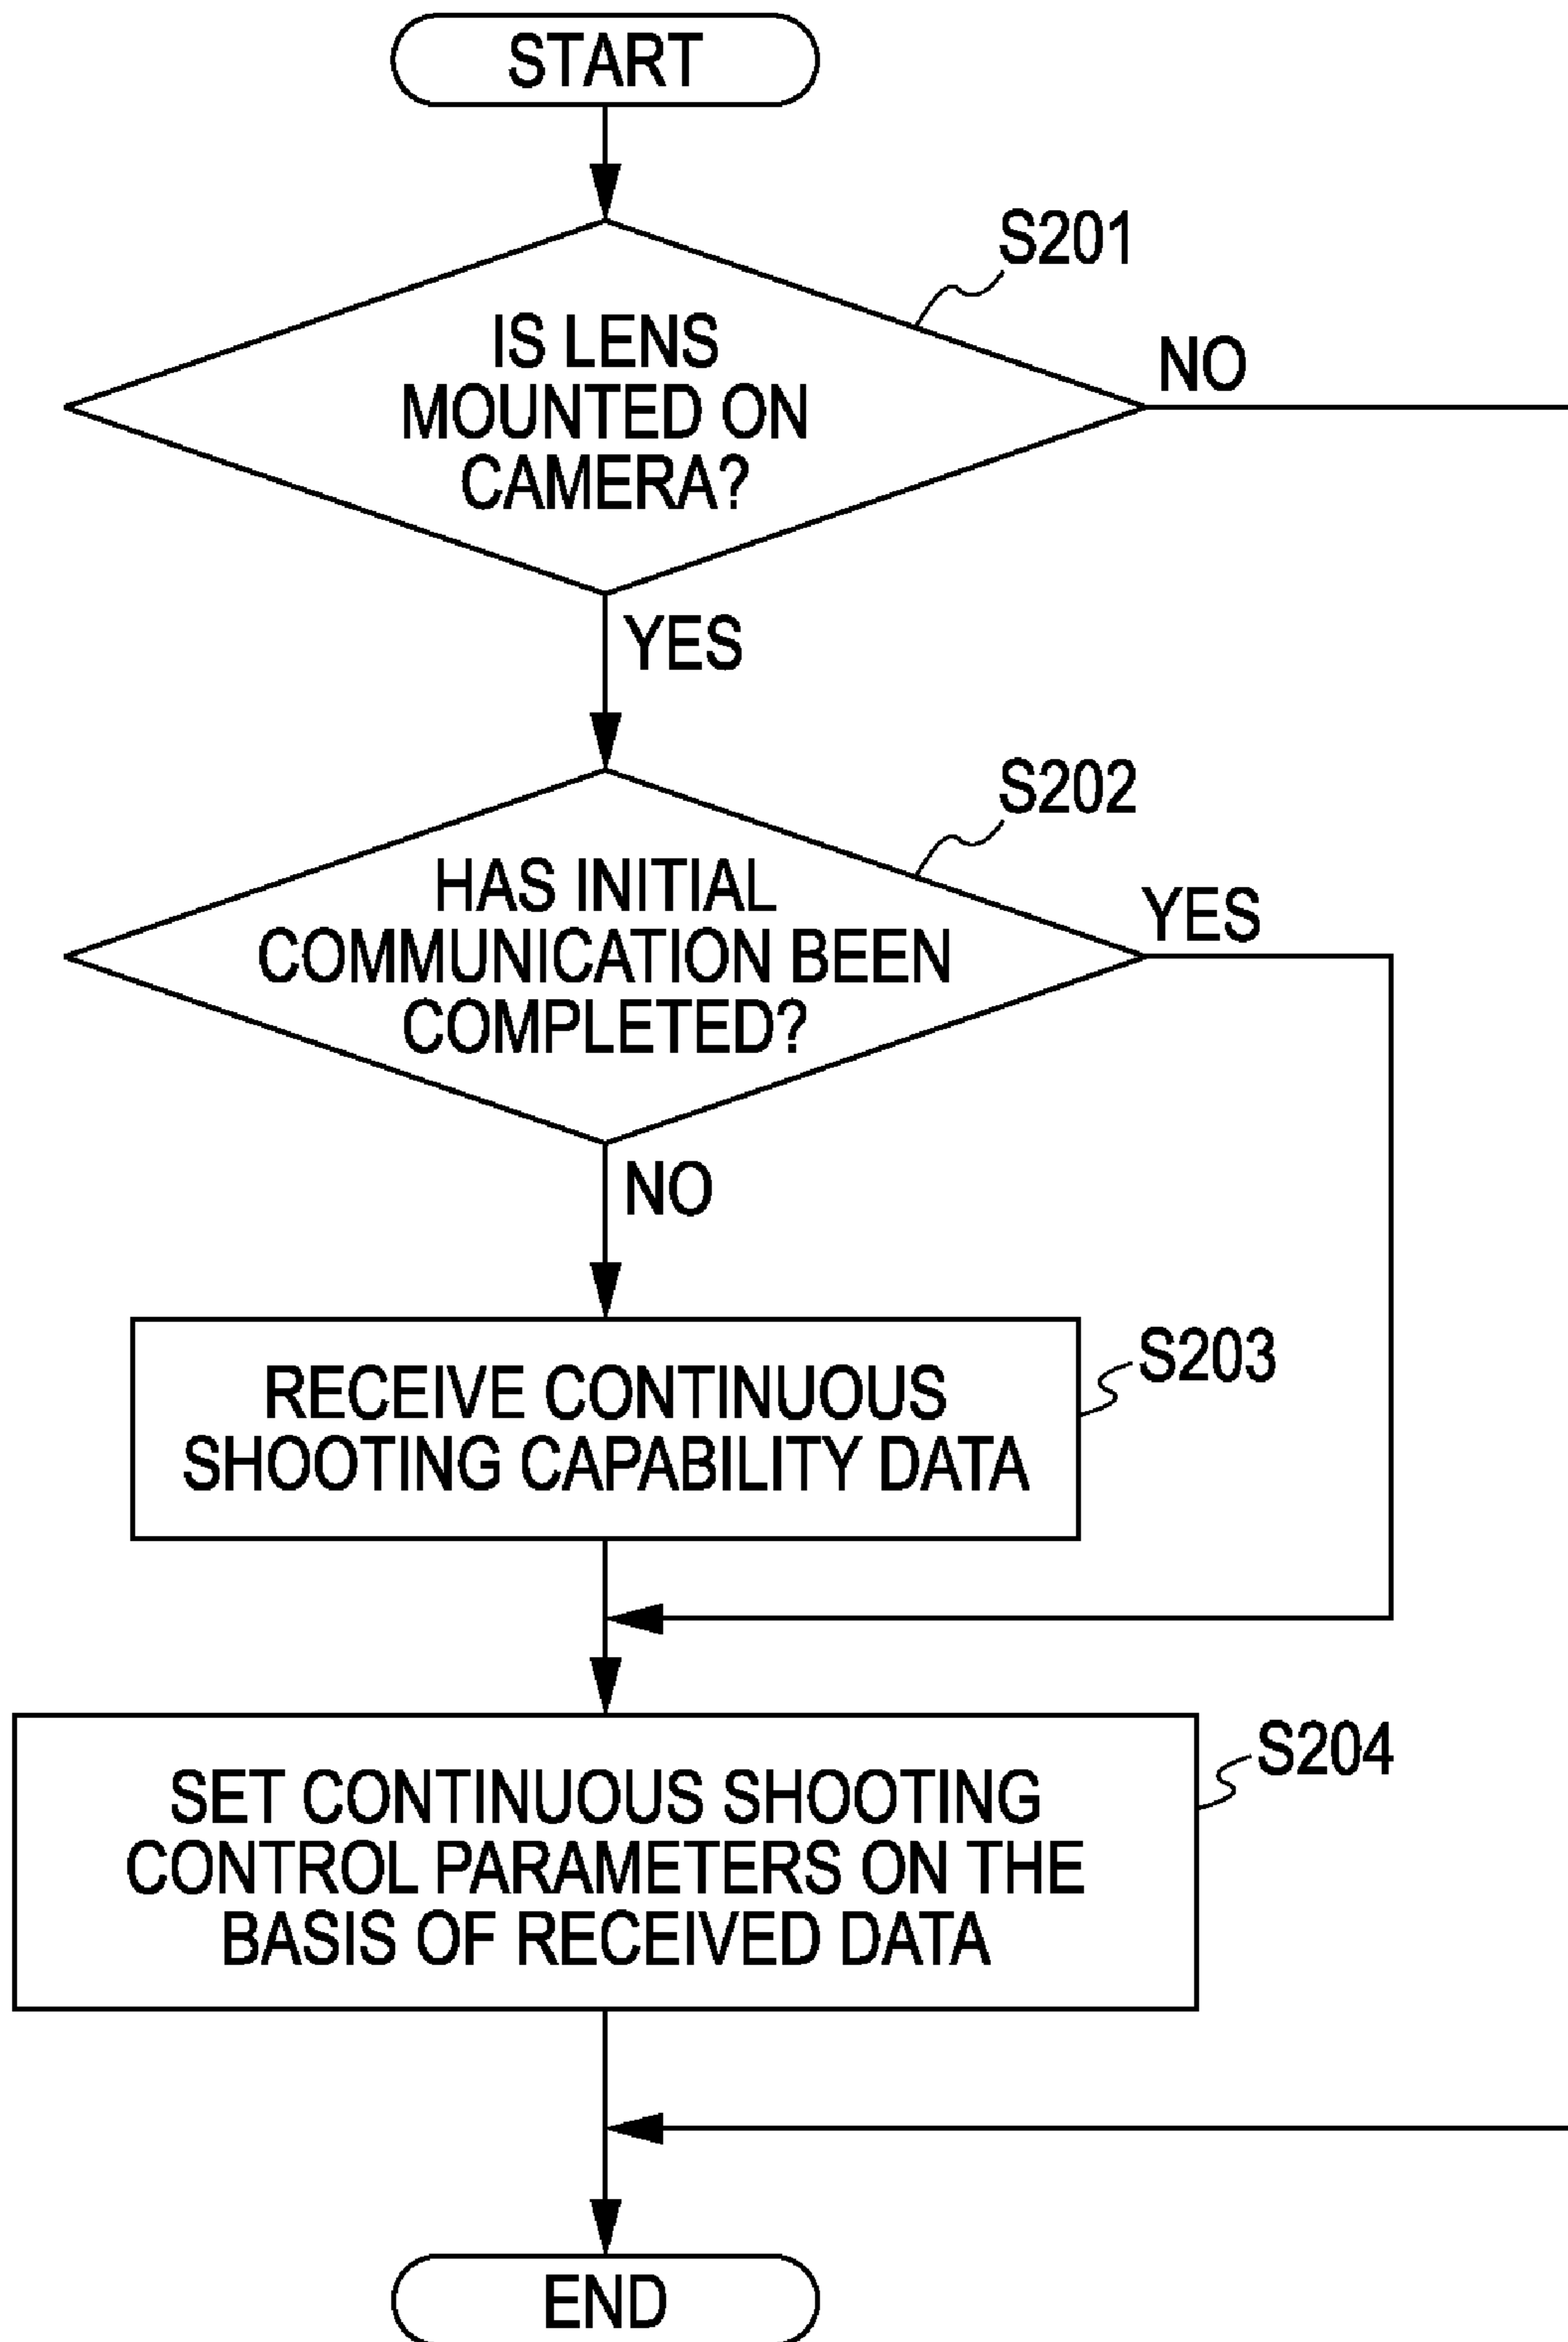 START
S201
IS LENS
MOUNTED ON
CAMERA?
NO
YES
S202
HAS INITIAL
COMMUNICATION BEEN
COMPLETED?
YES
NO
S203
RECEIVE CONTINUOUS
SHOOTING CAPABILITY DATA
S204
SET CONTINUOUS SHOOTING
CONTROL PARAMETERS ON THE
BASIS OF RECEIVED DATA
END